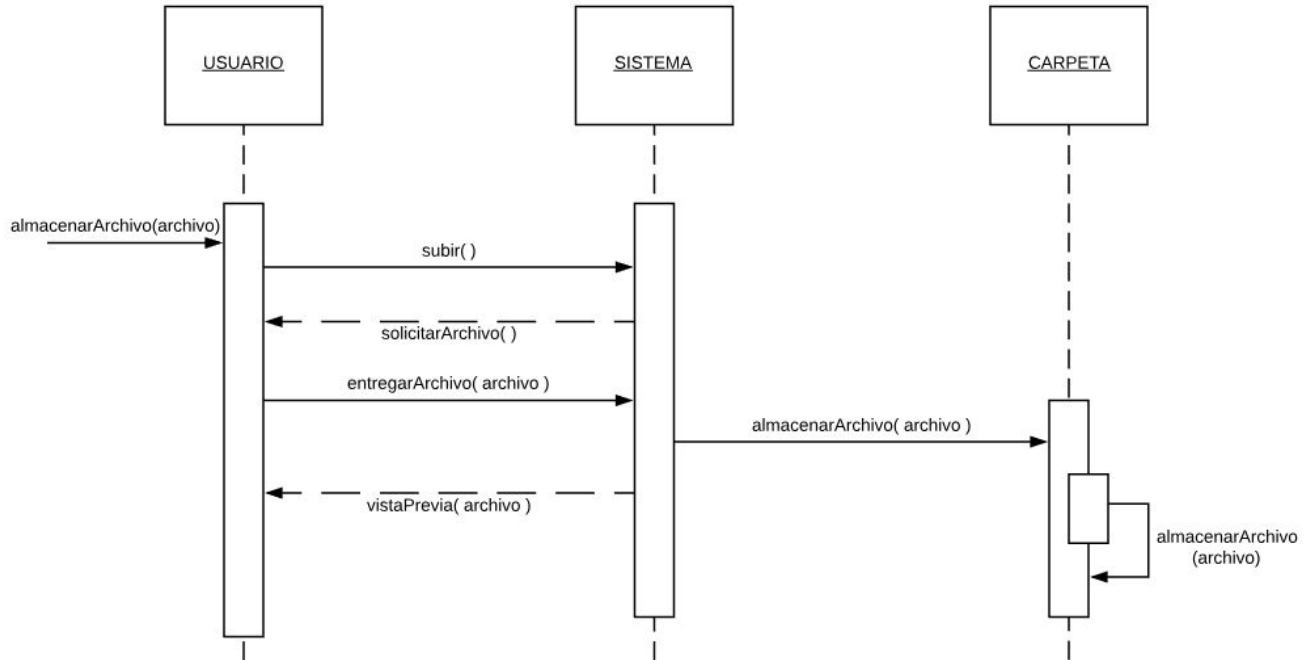 USUARIO
SISTEMA
CARPETA
almacenarArchivo(archivo)
subir( )
solicitarArchivo( )
entregarArchivo( archivo )
almacenarArchivo( archivo )
vistaPrevia( archivo )
almacenarArchivo
(archivo)